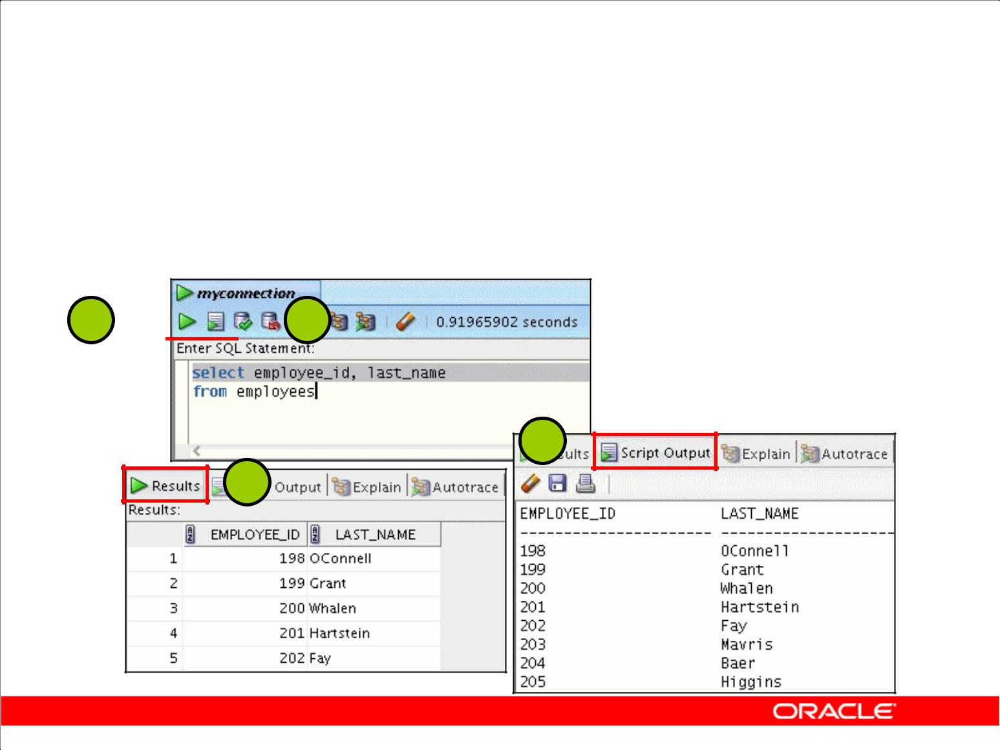 myconnection
0.91965902 seconds
Enter SQL Statement:
select employee_id, last_name
from employees
Results Output Explain Autotrace
Results:
EMPLOYEE_ID LAST_NAME
1 198 OConnell
2 199 Grant
3 200 Whalen
4 201 Hartstein
5 202 Fay
Script Output Explain Autotrace
EMPLOYEE_ID LAST_NAME
---------------------- --------------------
198 OConnell
199 Grant
200 Whalen
201 Hartstein
202 Fay
203 Mavris
204 Baer
205 Higgins
ORACLE